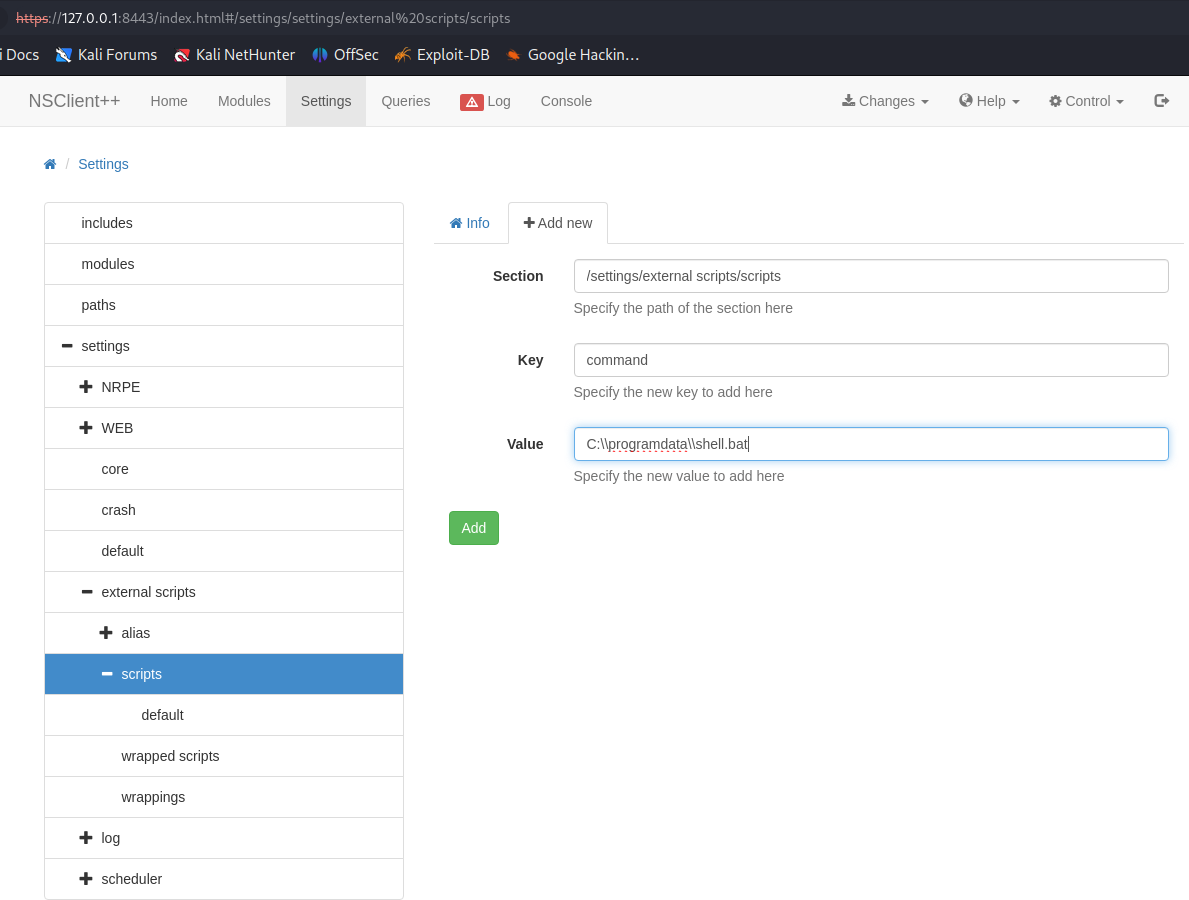 https://127.0.0.1:8443/index.html#/settings/settings/external%20scripts/scripts
i Docs Kali Forums Kali NetHunter OffSec Exploit-DB Google Hackin…
NSClient++ Home Modules Settings Queries Log Console Changes Help Control
/ Settings
includes
modules
paths
settings
NRPE
WEB
core
crash
default
external scripts
alias
scripts
default
wrapped scripts
wrappings
log
scheduler
Info Add new
Section /settings/external scripts/scripts
Specify the path of the section here
Key command
Specify the new key to add here
Value C:\\programdata\\shell.bat
Specify the new value to add here
Add